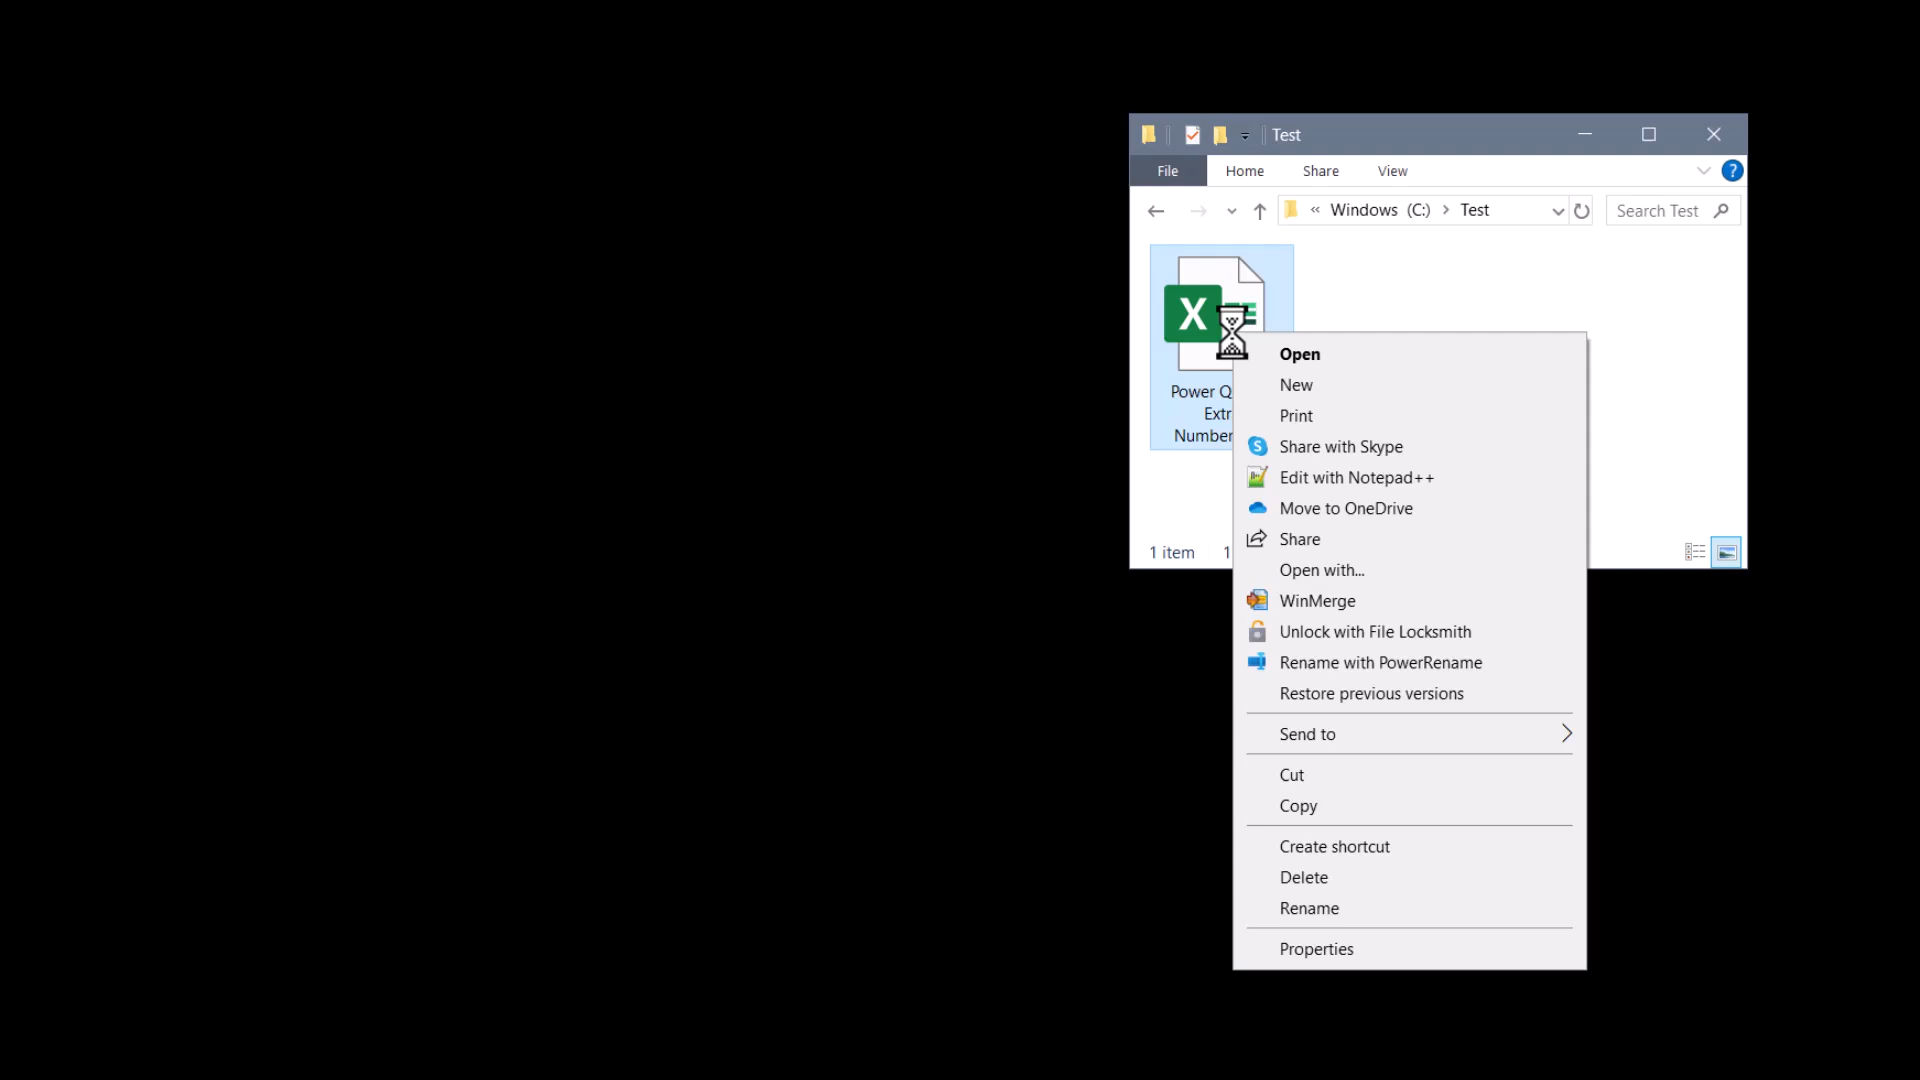 Test
File Home Share View ?
« Windows (C:) > Test Search Test
X
Power Q
Extr
Number
1 item 1
Open
New
Print
Share with Skype
Edit with Notepad++
Move to OneDrive
Share
Open with...
WinMerge
Unlock with File Locksmith
Rename with PowerRename
Restore previous versions
Send to
Cut
Copy
Create shortcut
Delete
Rename
Properties